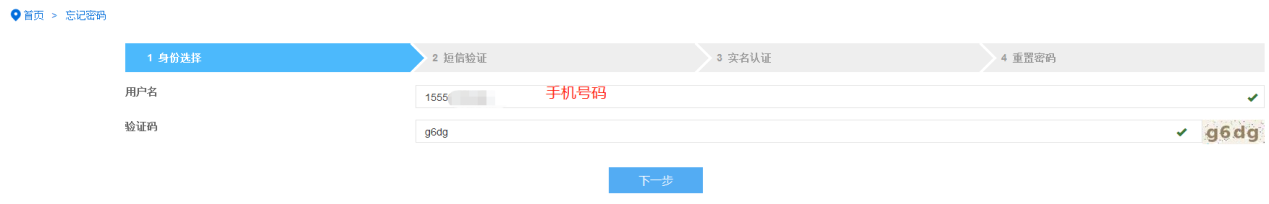 首页 > 忘记密码
1 身份选择 2 短信验证 3 实名认证 4 重置密码
用户名 1555 手机号码
验证码 g6dg g6dg
下一步